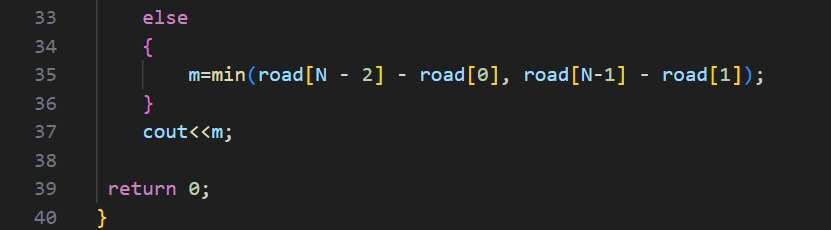 33 else
34 {
35 m=min(road[N - 2] - road[0], road[N-1] - road[1]);
36 }
37 cout<<m;
38
39 return 0;
40 }